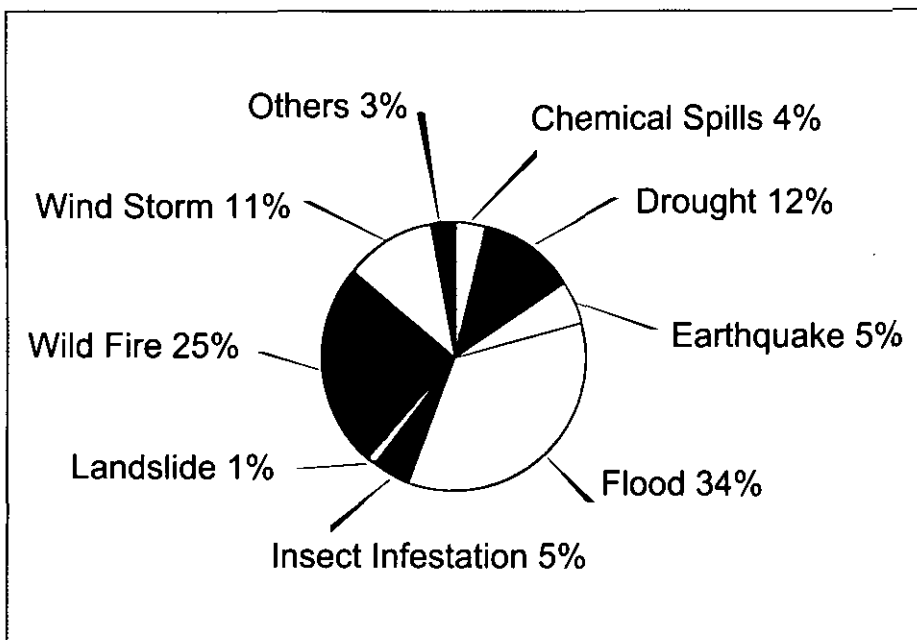 Others 3%
Chemical Spills 4%
Wind Storm 11%
Drought 12%
Wild Fire 25%
Earthquake 5%
Landslide 1%
Flood 34%
Insect Infestation 5%